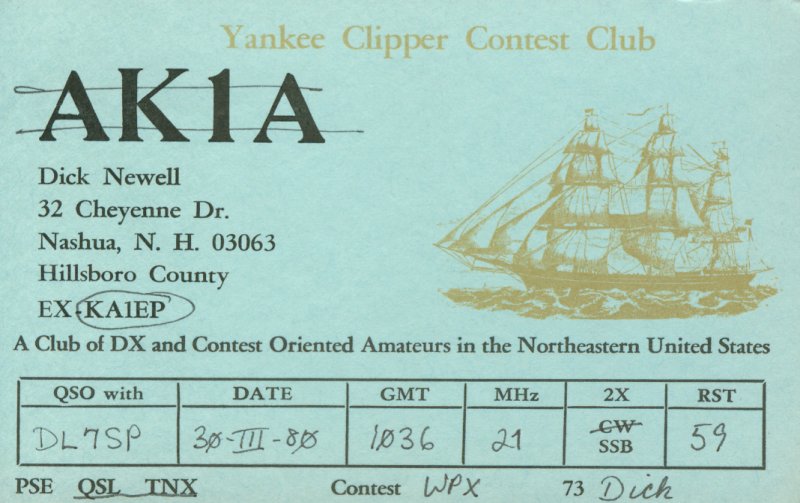 Yankee Clipper Contest Club
AK1A
Dick Newell
32 Cheyenne Dr.
Nashua, N. H. 03063
Hillsboro County
EX-KA1EP
A Club of DX and Contest Oriented Amateurs in the Northeastern United States
QSO with DATE GMT MHz 2X RST
DL7SP 30-III-80 1036 21 CW SSB 59
PSE QSL TNX Contest WPX 73 Dick